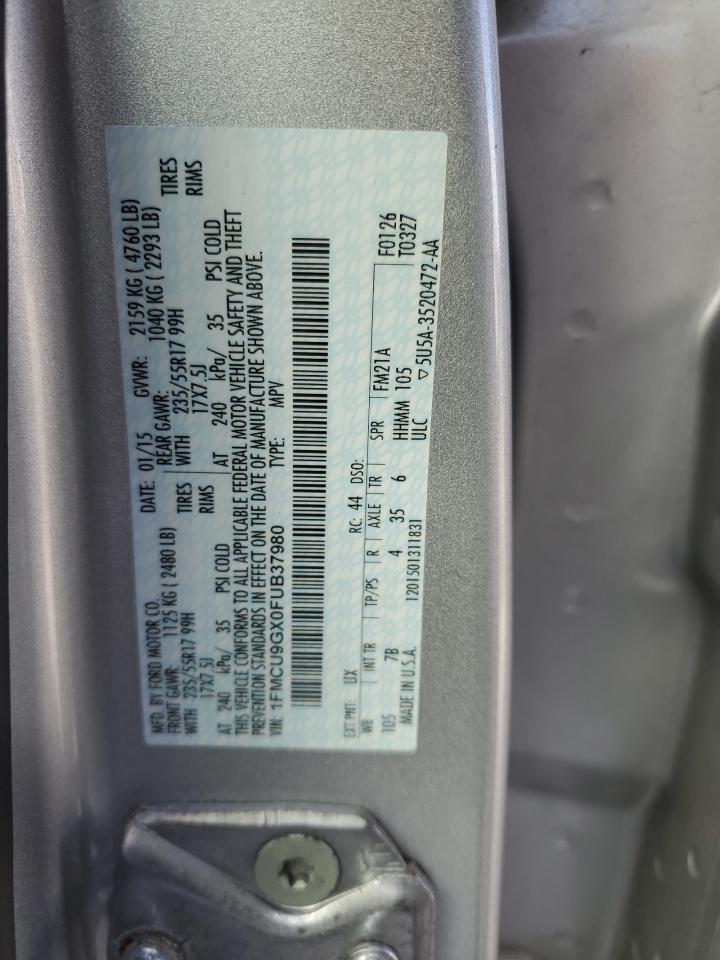 MFD. BY FORD MOTOR CO. DATE: 01/15 GVWR: 2159 KG ( 4760 LB)
FRONT GAWR: 1125 KG ( 2480 LB) REAR GAWR: 1040 KG ( 2293 LB)
WITH 235/55R17 99H TIRES WITH 235/55R17 99H TIRES
17X7.5J RIMS 17X7.5J RIMS
AT 240 kPa/ 35 PSI COLD AT 240 kPa/ 35 PSI COLD
THIS VEHICLE CONFORMS TO ALL APPLICABLE FEDERAL MOTOR VEHICLE SAFETY AND THEFT
PREVENTION STANDARDS IN EFFECT ON THE DATE OF MANUFACTURE SHOWN ABOVE.
VIN: 1FMCU9GX0FUB37980 TYPE: MPV
EXT PNT: UX RC: 44 DSO:
WB INT TR TP/PS R AXLE TR SPR FM21A F0126
105 7B 4 35 6 HHMM 105 T0327
MADE IN U.S.A. 1201501311831 ULC ▽5U5A-3520472-AA